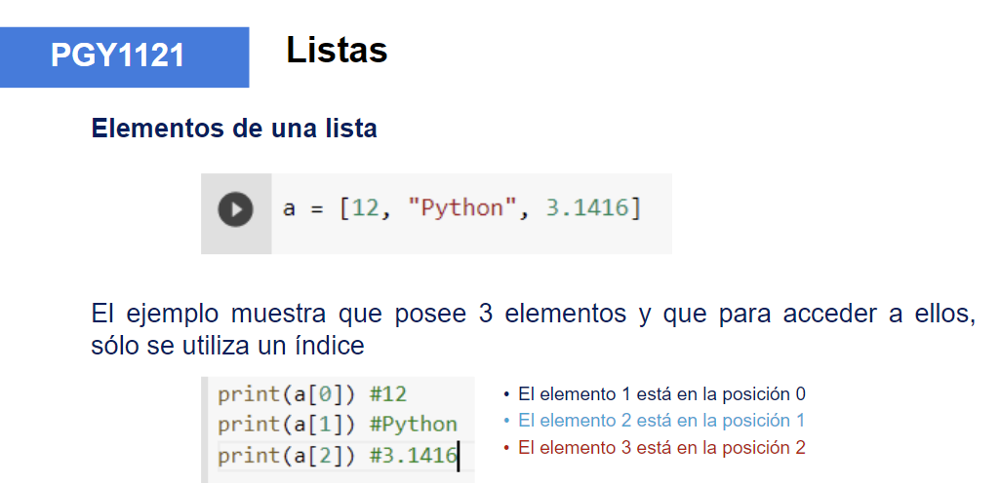 PGY1121
Listas
Elementos de una lista
a = [12, "Python", 3.1416]
El ejemplo muestra que posee 3 elementos y que para acceder a ellos,
sólo se utiliza un índice
print(a[0]) #12
print(a[1]) #Python
print(a[2]) #3.1416
• El elemento 1 está en la posición 0
• El elemento 2 está en la posición 1
• El elemento 3 está en la posición 2